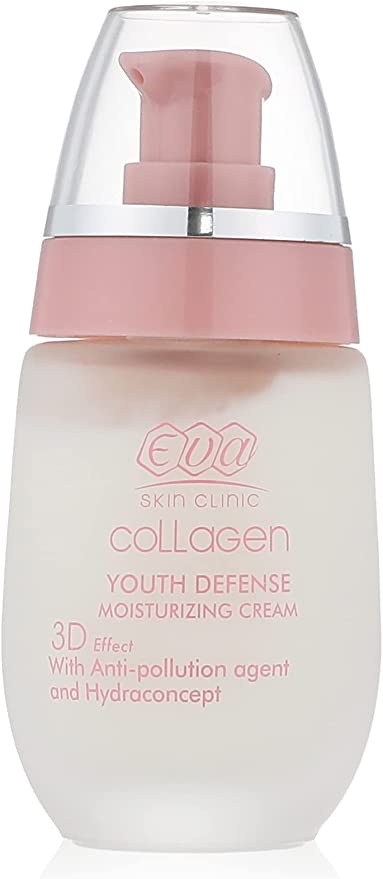 Eva
SKIN CLINIC
coLLagen
YOUTH DEFENSE
MOISTURIZING CREAM
3D Effect
With Anti-pollution agent
and Hydraconcept